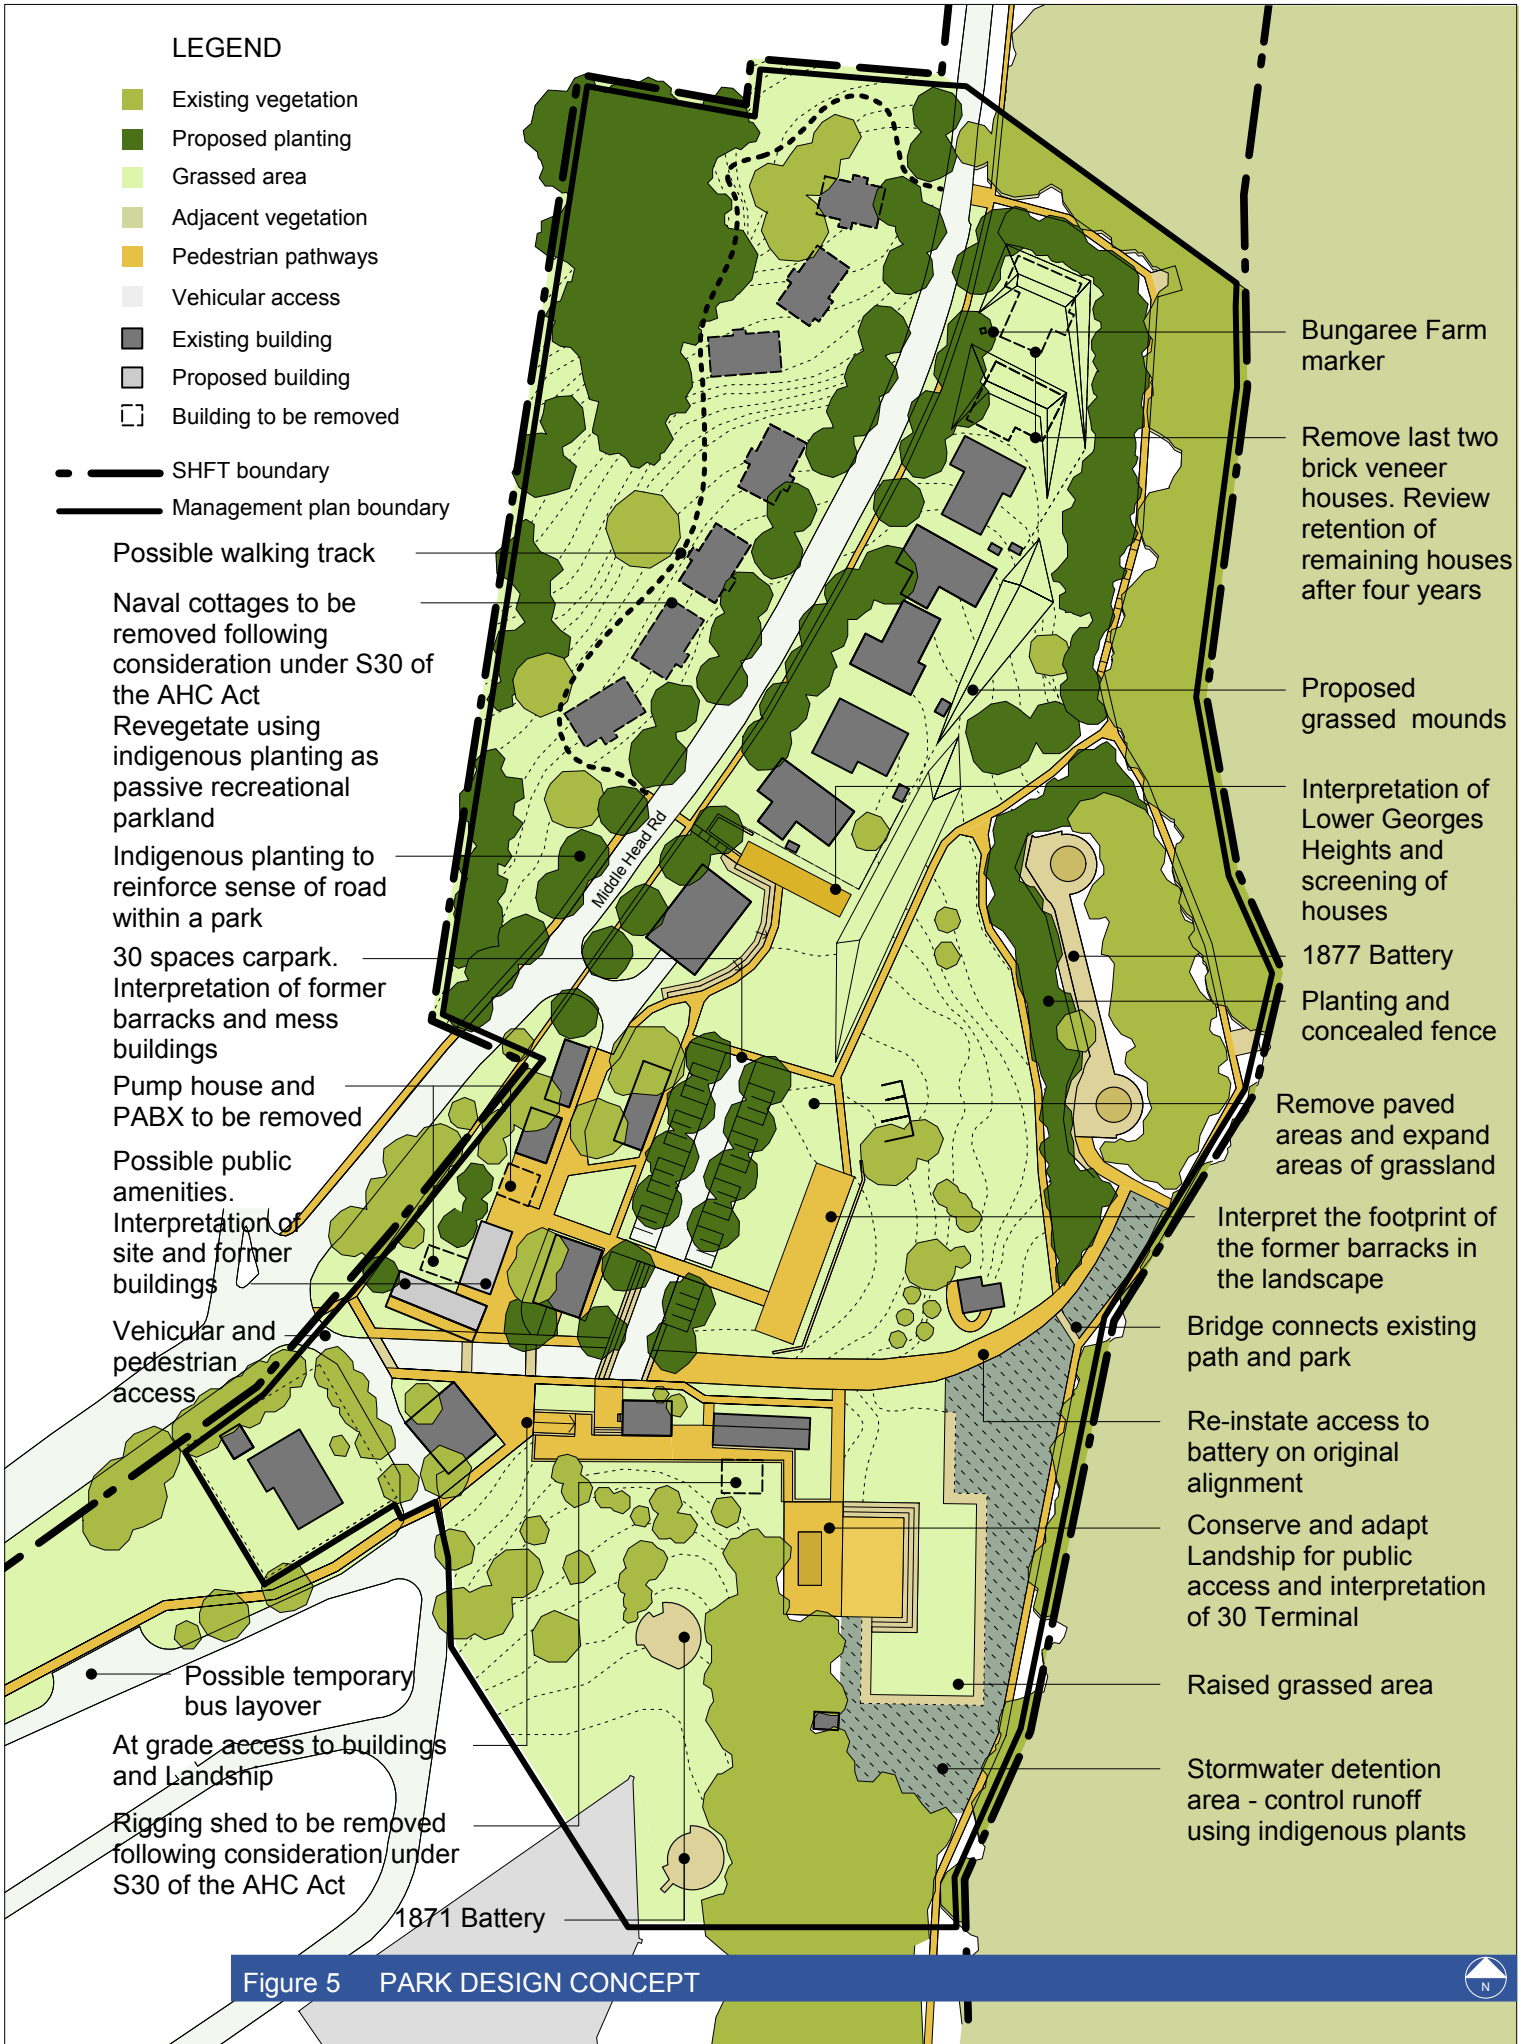 LEGEND
Existing vegetation
Proposed planting
Grassed area
Adjacent vegetation
Pedestrian pathways
Vehicular access
Existing building
Proposed building
Building to be removed
SHFT boundary
Management plan boundary
Possible walking track
Naval cottages to be
removed following
consideration under S30 of
the AHC Act
Revegetate using
indigenous planting as
passive recreational
parkland
Indigenous planting to
reinforce sense of road
within a park
30 spaces carpark.
Interpretation of former
barracks and mess
buildings
Pump house and
PABX to be removed
Possible public
amenities.
Interpretation of
site and former
buildings
Vehicular and
pedestrian
access
Possible temporary
bus layover
At grade access to buildings
and Landship
Rigging shed to be removed
following consideration under
S30 of the AHC Act
1871 Battery
Middle Head Rd
Bungaree Farm
marker
Remove last two
brick veneer
houses. Review
retention of
remaining houses
after four years
Proposed
grassed mounds
Interpretation of
Lower Georges
Heights and
screening of
houses
1877 Battery
Planting and
concealed fence
Remove paved
areas and expand
areas of grassland
Interpret the footprint of
the former barracks in
the landscape
Bridge connects existing
path and park
Re-instate access to
battery on original
alignment
Conserve and adapt
Landship for public
access and interpretation
of 30 Terminal
Raised grassed area
Stormwater detention
area - control runoff
using indigenous plants
Figure 5 PARK DESIGN CONCEPT
N